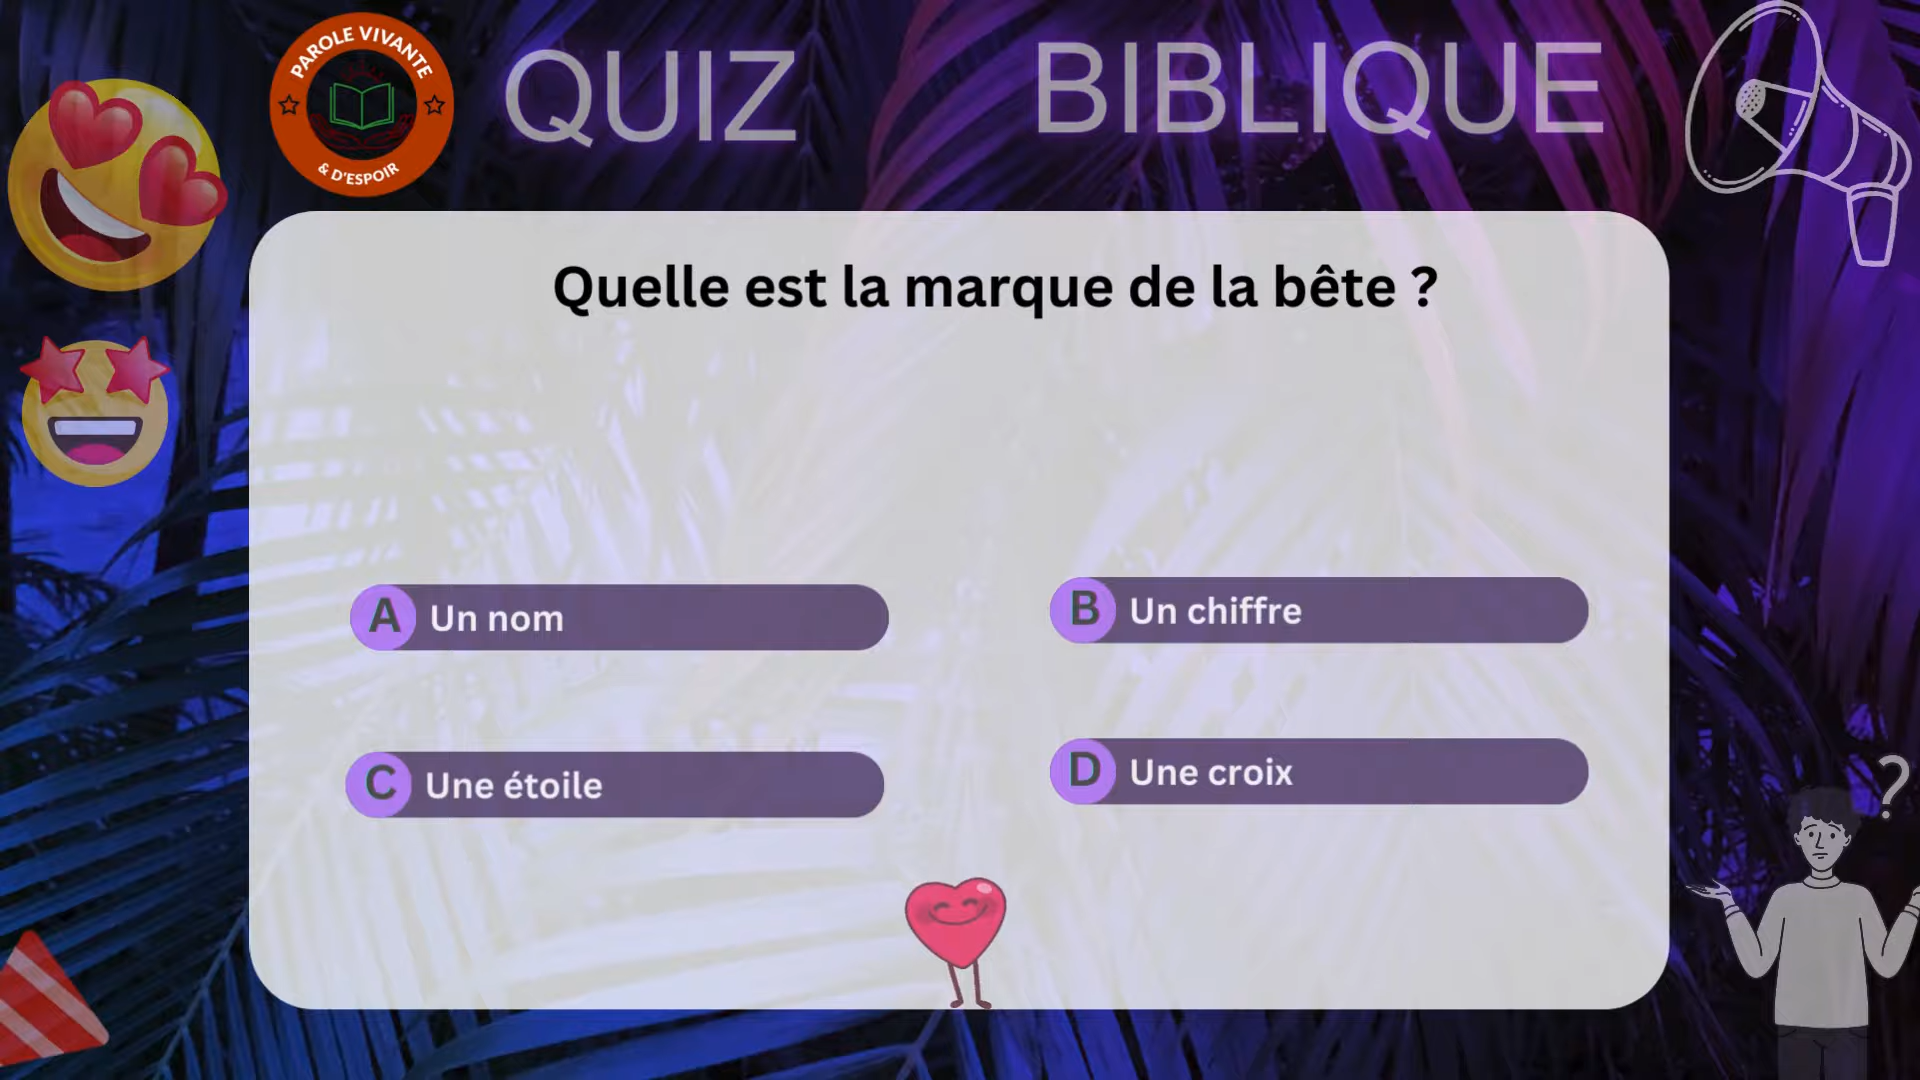 PAROLE VIVANTE
& D'ESPOIR
QUIZ BIBLIQUE
Quelle est la marque de la bête ?
A Un nom
B Un chiffre
C Une étoile
D Une croix
?